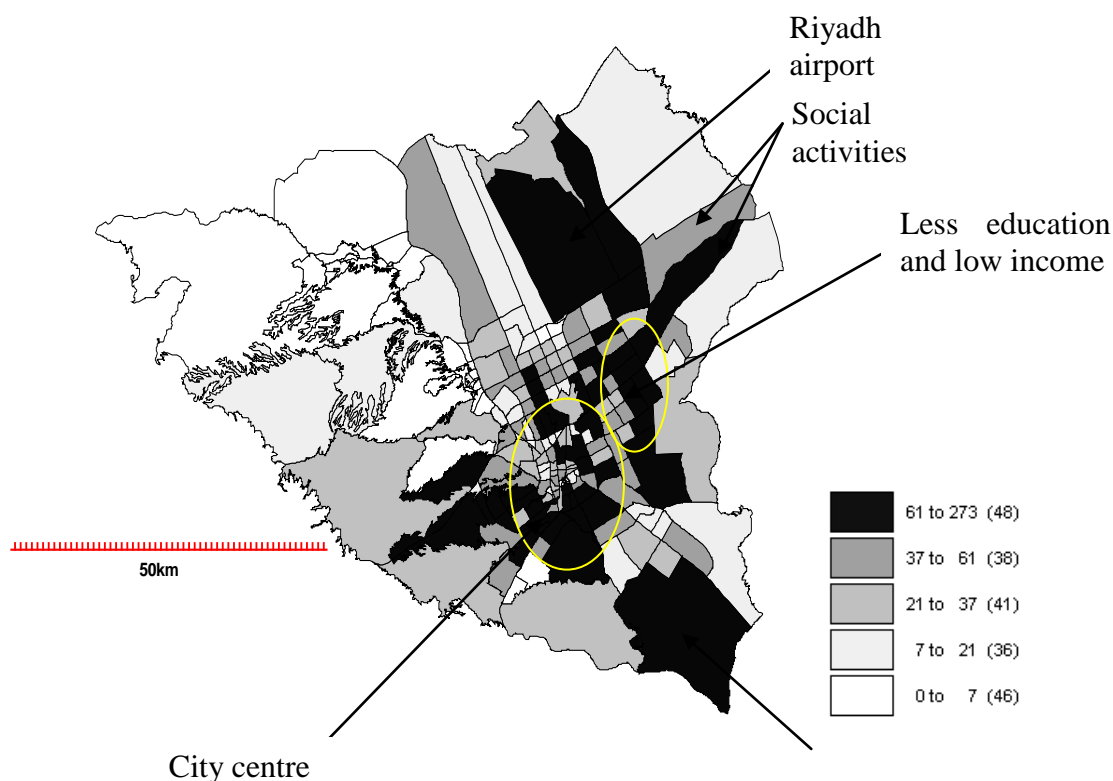 Riyadh
airport
Social
activities
Less education
and low income
61 to 273 (48)
37 to 61 (38)
21 to 37 (41)
7 to 21 (36)
0 to 7 (46)
50km
City centre